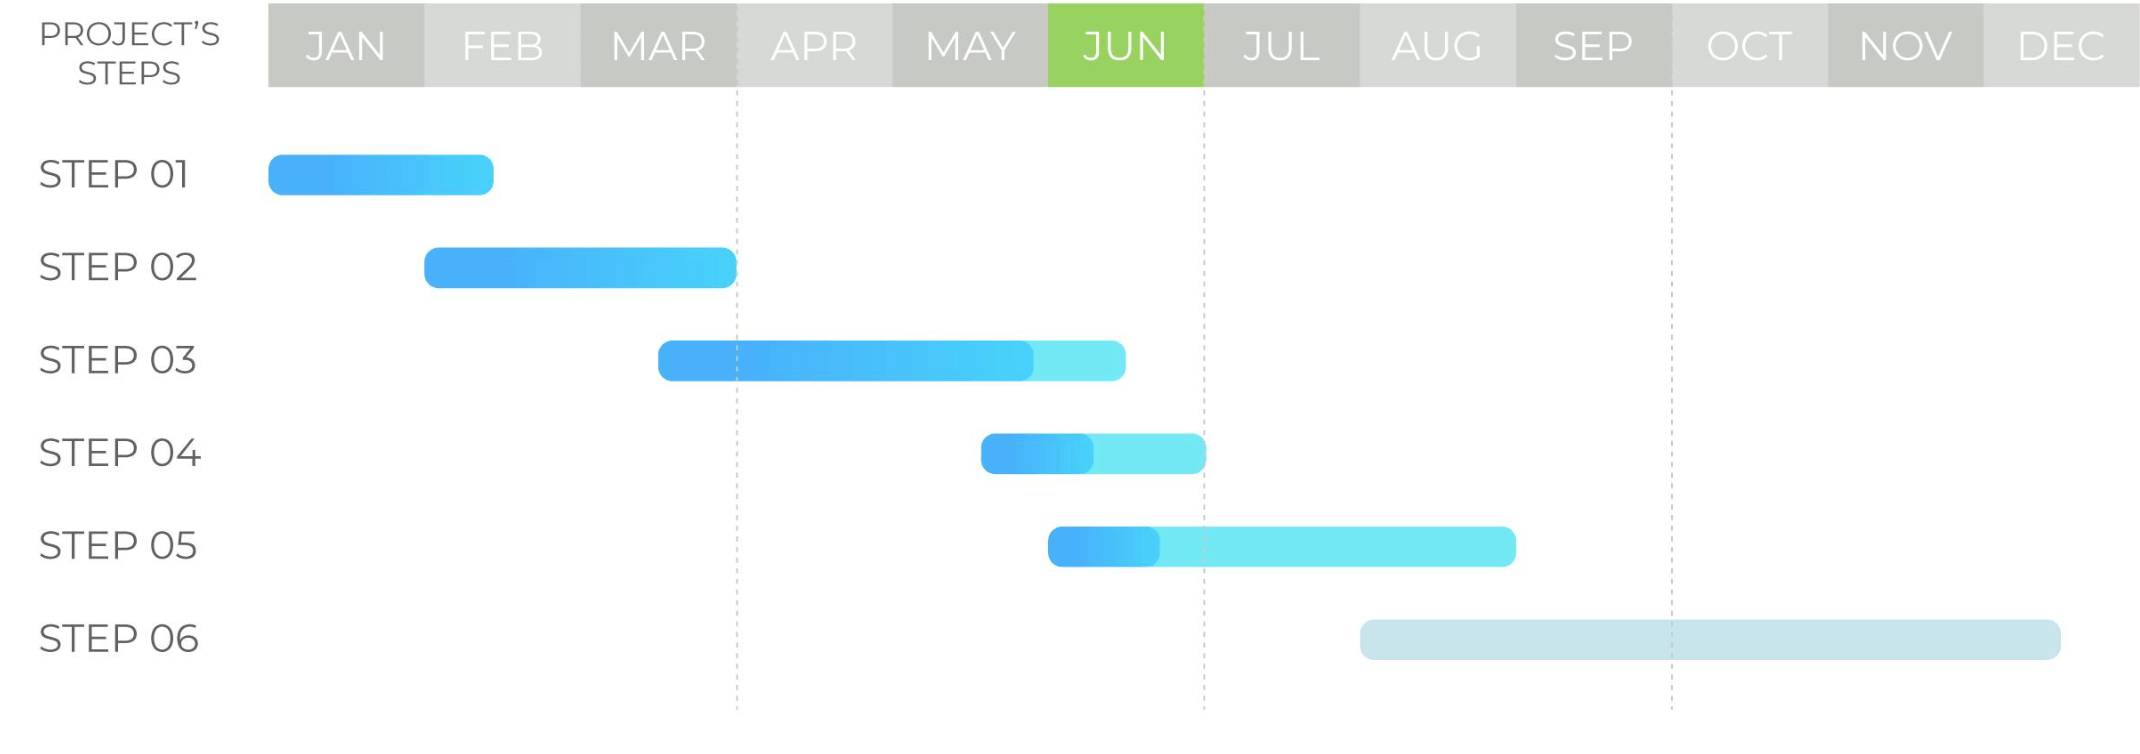 PROJECT’S
STEPS
JAN FEB MAR APR MAY JUN JUL AUG SEP OCT NOV DEC
STEP 01
STEP 02
STEP 03
STEP 04
STEP 05
STEP 06